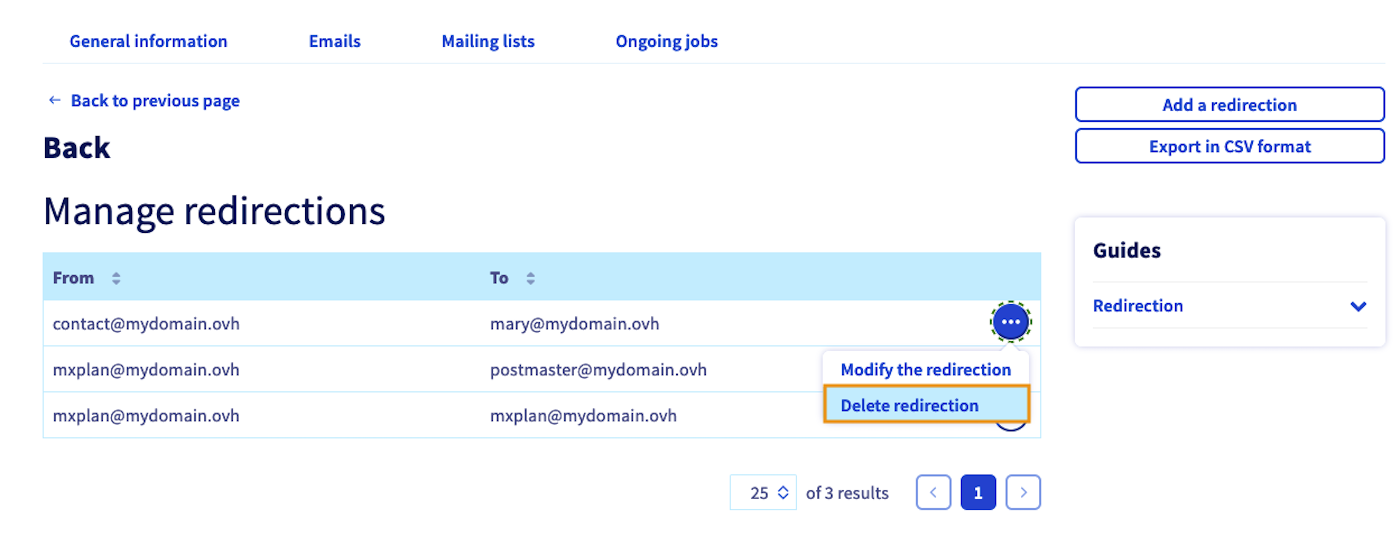 General information Emails Mailing lists Ongoing jobs
← Back to previous page
Add a redirection
Back
Export in CSV format
Manage redirections
Guides
Redirection
From To
contact@mydomain.ovh mary@mydomain.ovh
mxplan@mydomain.ovh postmaster@mydomain.ovh
Modify the redirection
Delete redirection
mxplan@mydomain.ovh mxplan@mydomain.ovh
25 of 3 results 1